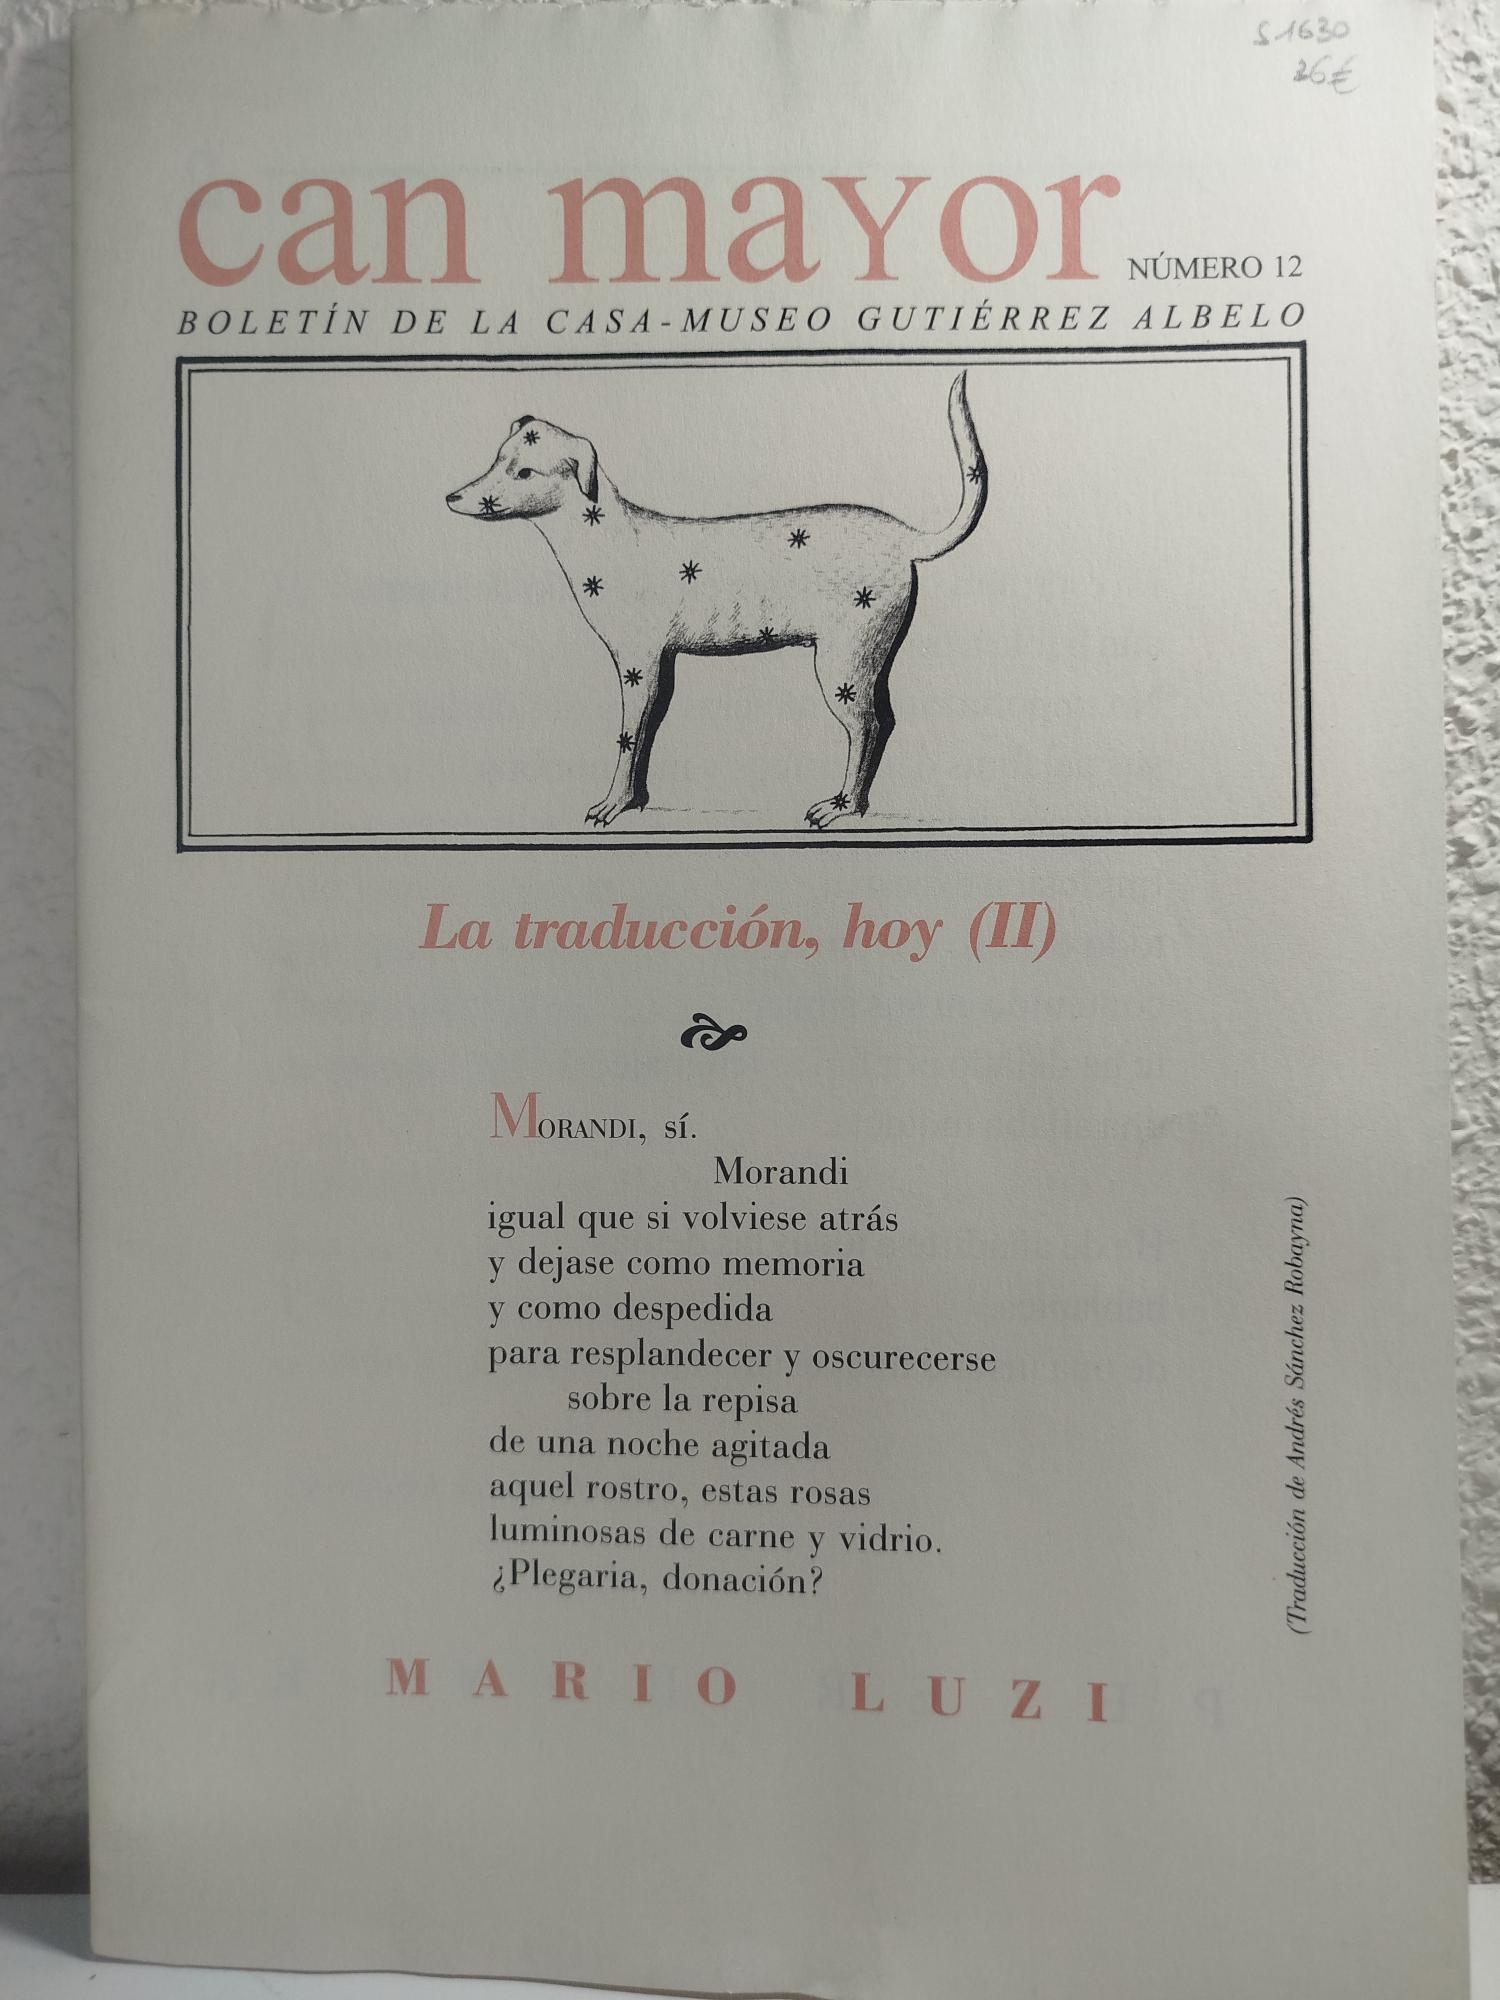 S 1630
26€
can mayor NÚMERO 12
BOLETÍN DE LA CASA-MUSEO GUTIÉRREZ ALBELO
La traducción, hoy (II)
MORANDI, sí.
Morandi
igual que si volviese atrás
y dejase como memoria
y como despedida
para resplandecer y oscurecerse
sobre la repisa
de una noche agitada
aquel rostro, estas rosas
luminosas de carne y vidrio.
¿Plegaria, donación?
(Traducción de Andrés Sánchez Robayna)
MARIO LUZI